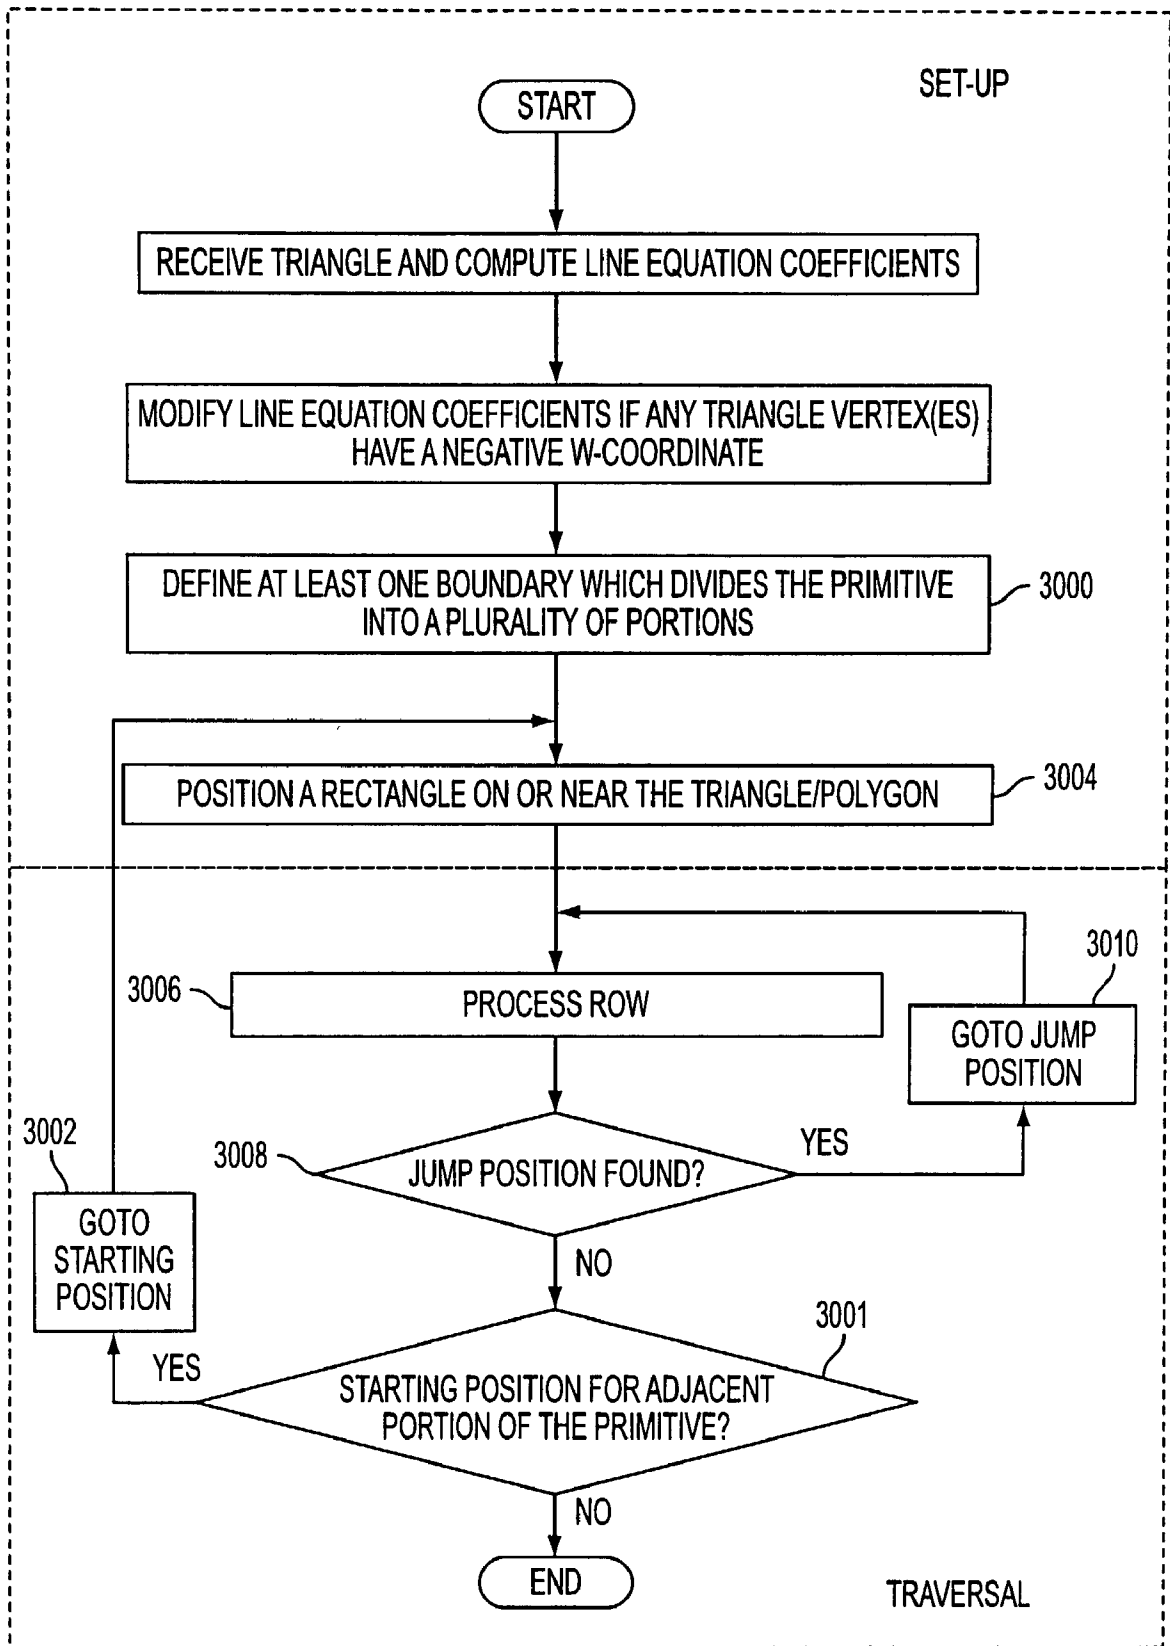 SET-UP
START
RECEIVE TRIANGLE AND COMPUTE LINE EQUATION COEFFICIENTS
MODIFY LINE EQUATION COEFFICIENTS IF ANY TRIANGLE VERTEX(ES)
HAVE A NEGATIVE W-COORDINATE
DEFINE AT LEAST ONE BOUNDARY WHICH DIVIDES THE PRIMITIVE
INTO A PLURALITY OF PORTIONS
3000
POSITION A RECTANGLE ON OR NEAR THE TRIANGLE/POLYGON
3004
3006
PROCESS ROW
3010
GOTO JUMP
POSITION
3008
JUMP POSITION FOUND?
YES
NO
3002
GOTO
STARTING
POSITION
YES
3001
STARTING POSITION FOR ADJACENT
PORTION OF THE PRIMITIVE?
NO
END
TRAVERSAL